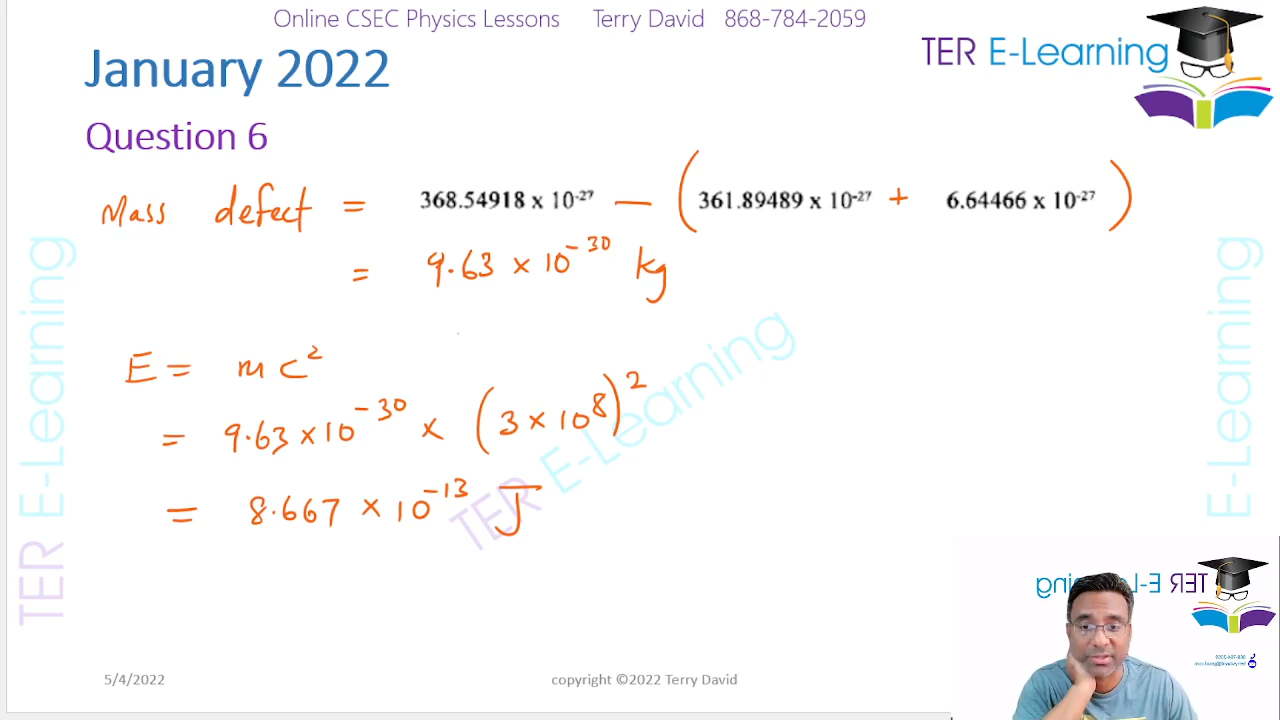 Online CSEC Physics Lessons Terry David 868-784-2059
TER E-Learning
January 2022
Question 6
Mass defect = 368.54918 x 10⁻²⁷ — ( 361.89489 x 10⁻²⁷ + 6.64466 x 10⁻²⁷ )
= 9.63 × 10⁻³⁰ kg
E = mc²
= 9.63 × 10⁻³⁰ × (3 × 10⁸)²
= 8.667 × 10⁻¹³ J
TER E-Learning
TER E-Learning
TER E-Learning
TER E-Learning
5/4/2022
copyright ©2022 Terry David